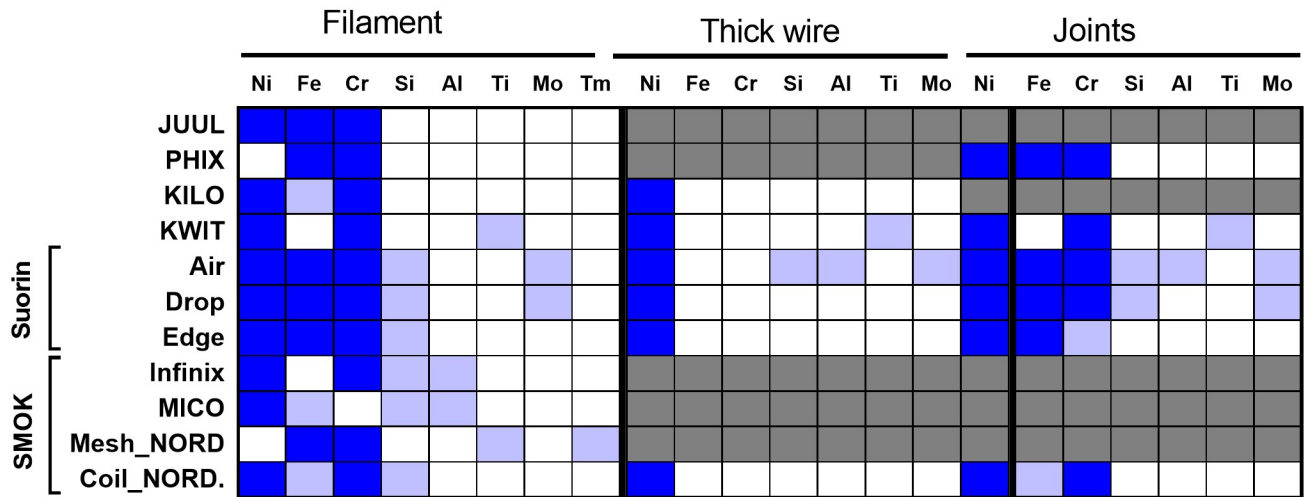 Filament Thick wire Joints
Ni Fe Cr Si Al Ti Mo Tm Ni Fe Cr Si Al Ti Mo Ni Fe Cr Si Al Ti Mo
JUUL
PHIX
KILO
KWIT
Suorin
Air
Drop
Edge
SMOK
Infinix
MICO
Mesh_NORD
Coil_NORD.